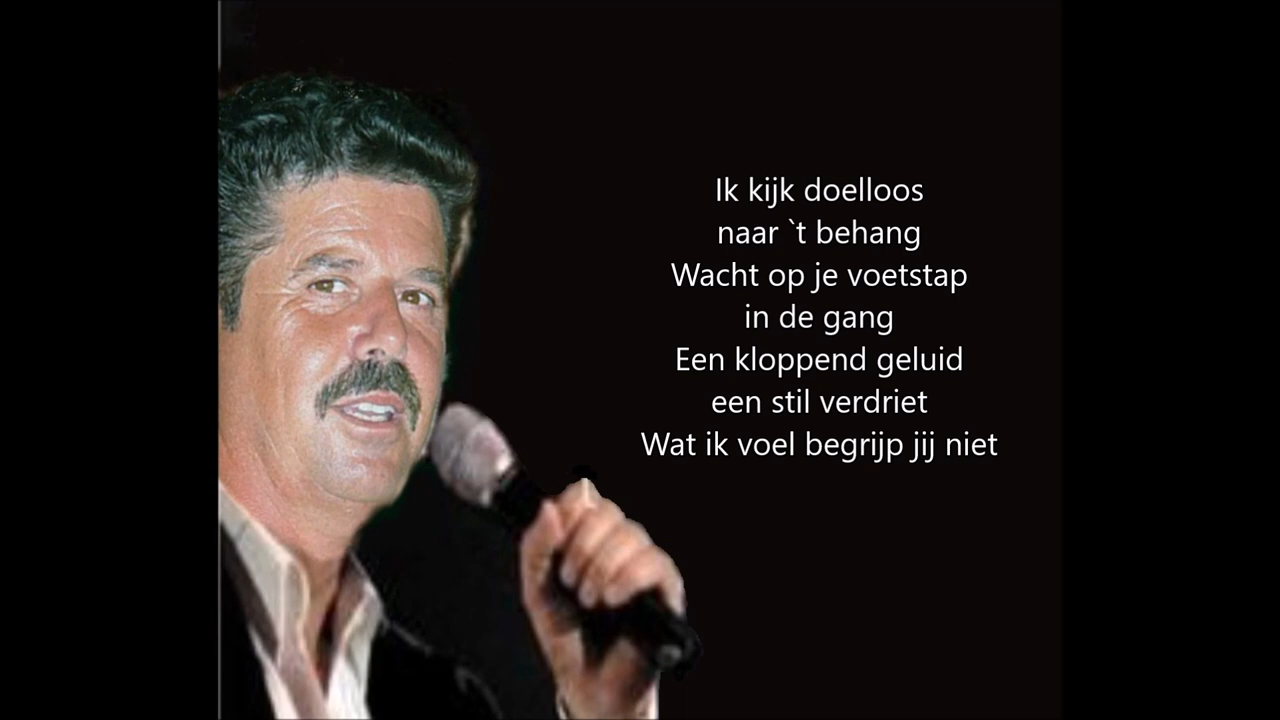 Ik kijk doelloos
naar `t behang
Wacht op je voetstap
in de gang
Een kloppend geluid
een stil verdriet
Wat ik voel begrijp jij niet